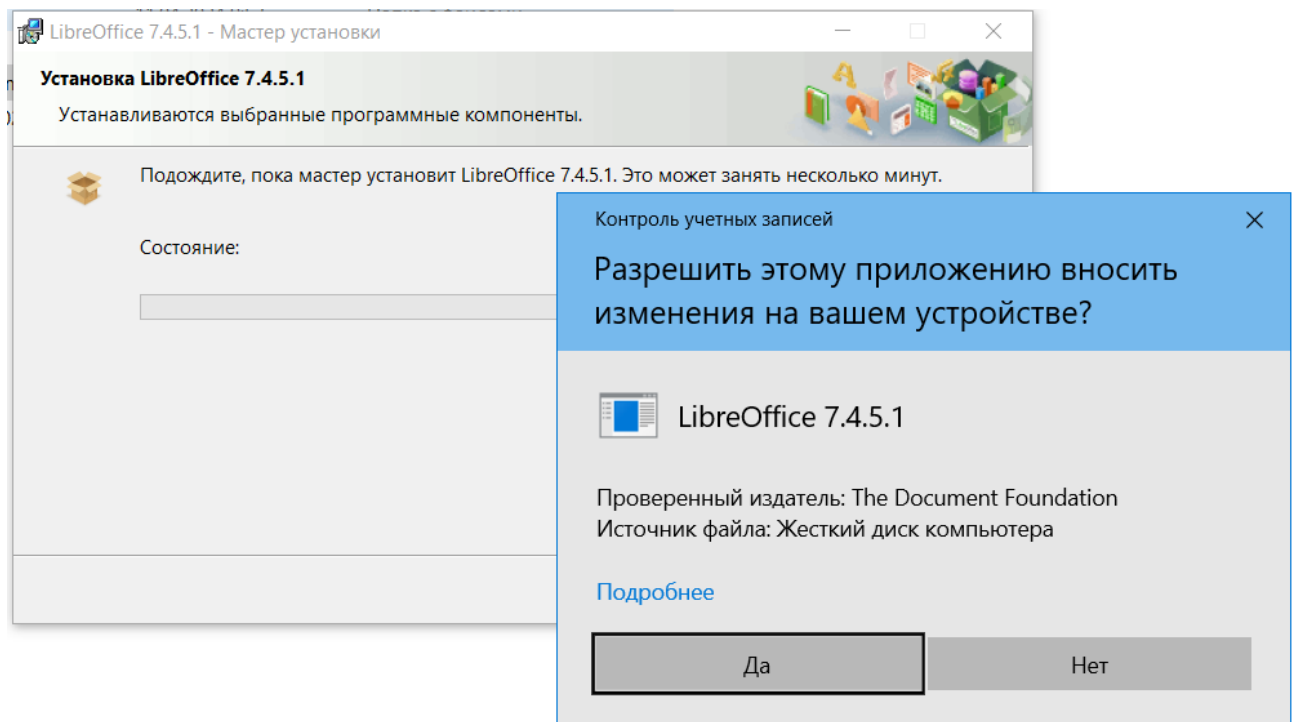 LibreOffice 7.4.5.1 - Мастер установки
Установка LibreOffice 7.4.5.1
Устанавливаются выбранные программные компоненты.
Подождите, пока мастер установит LibreOffice 7.4.5.1. Это может занять несколько минут.
Состояние:
Контроль учетных записей
Разрешить этому приложению вносить
изменения на вашем устройстве?
LibreOffice 7.4.5.1
Проверенный издатель: The Document Foundation
Источник файла: Жесткий диск компьютера
Подробнее
Да
Нет